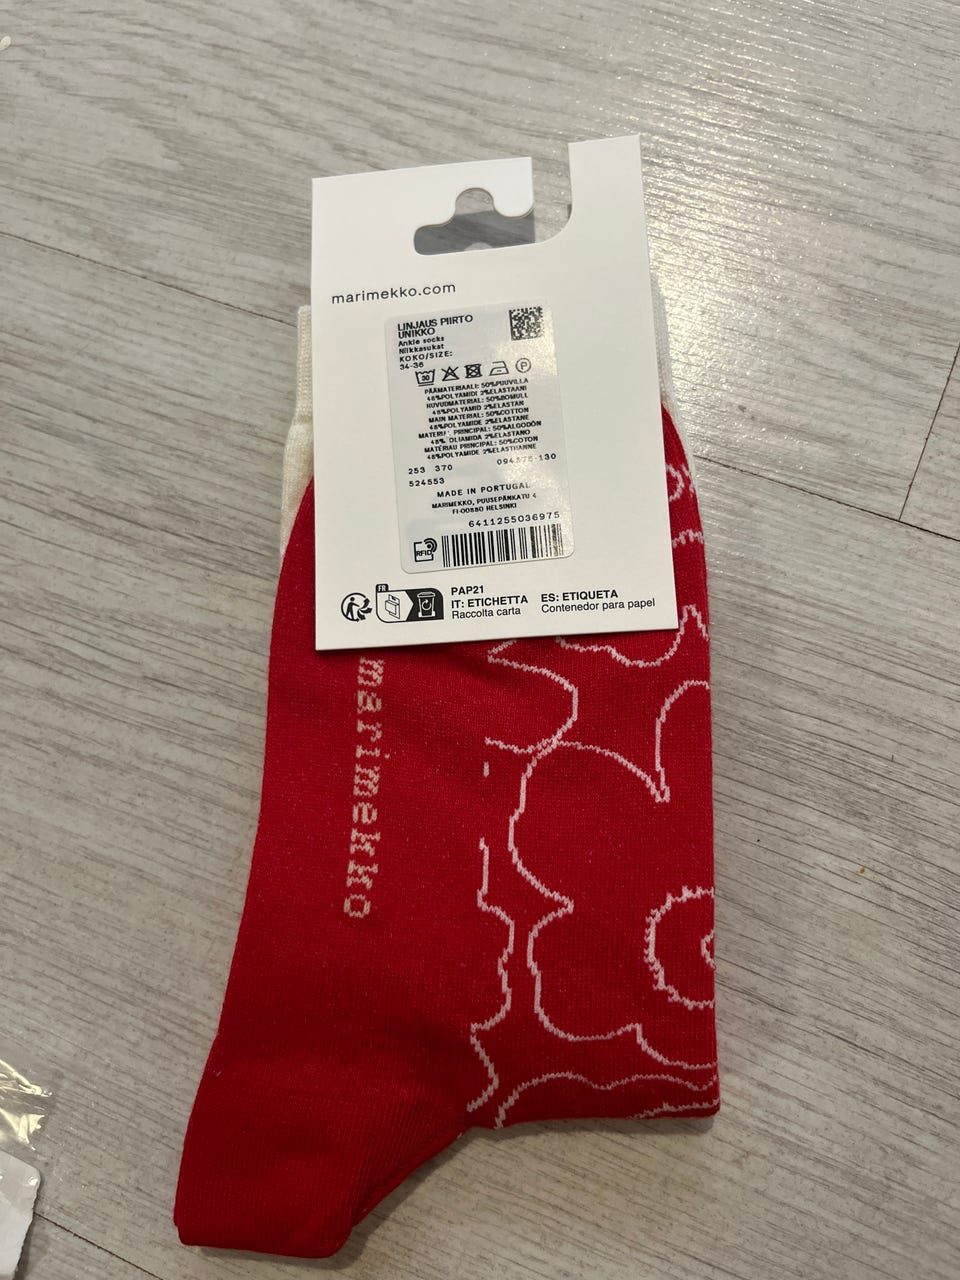 marimekko.com
LINJAUS PIIRTO
UNIKKO
Ankle socks
Nilkkasukat
KOKO/SIZE:
34-36
30
P
PÄÄMATERIAALI: 50%PUUVILLA
48%POLYAMIDI 2%ELASTAANI
HUVUDMATERIAL: 50%BOMULL
48%POLYAMID 2%ELASTAN
MAIN MATERIAL: 50%COTTON
48%POLYAMIDE 2%ELASTANE
PRINCIPAL: 50%ALGODÓN
48% 2%ELASTANO
MATÉRIAU PRINCIPAL: 50%COTON
48%POLYAMIDE 2%ELASTHANNE
253 370
524553
MADE IN PORTUGAL
MARIMEKKO, PUUSEPÄNKATU 4
FI-00880 HELSINKI
6411255036975
RFID
FR
PAP21
IT: ETICHETTA ES: ETIQUETA
Raccolta carta Contenedor para papel
marimekko